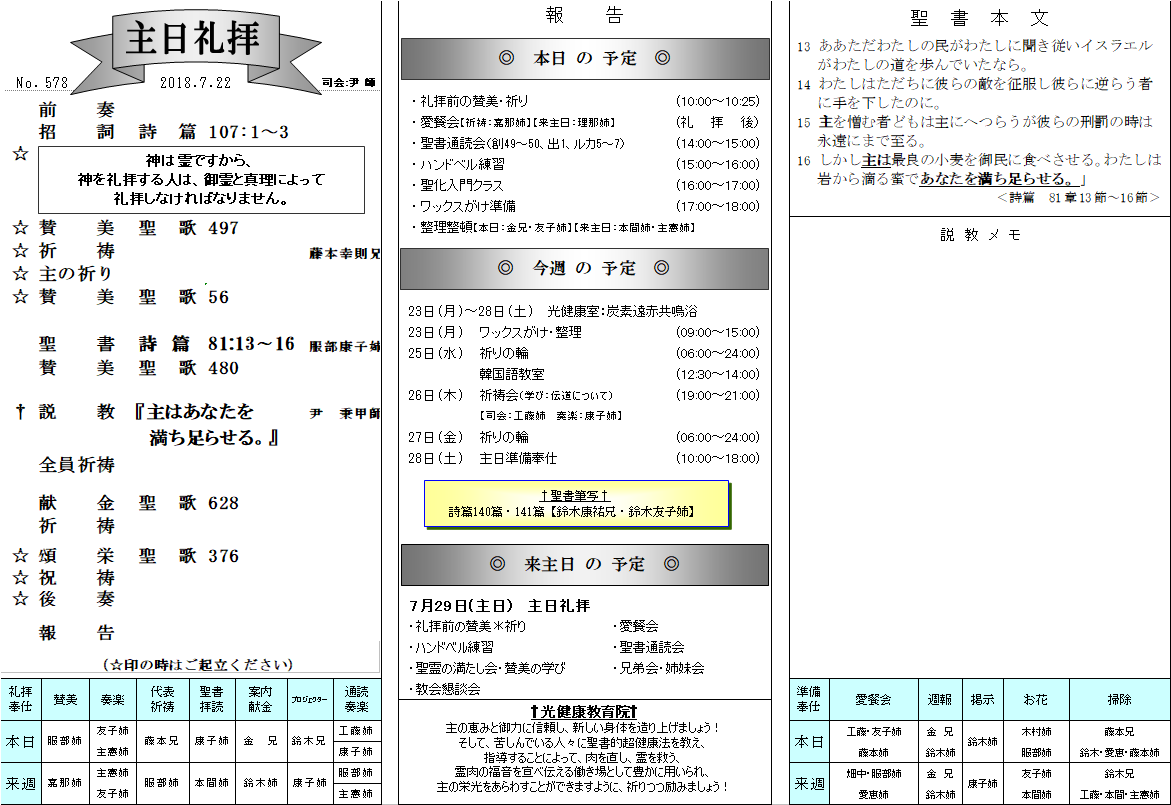 主日礼拝
No. 578
2018.7.22
司会:尹 師
前 奏
招 詞 詩 篇 107:1～3
☆
神は霊ですから、
神を礼拝する人は、御霊と真理によって
礼拝しなければなりません。
☆ 賛 美 聖 歌 497
☆ 祈 祷 藤本幸則兄
☆ 主の祈り
☆ 賛 美 聖 歌 56
聖 書 詩 篇 81:13～16 服部康子姉
賛 美 聖 歌 480
† 説 教 『主はあなたを 尹 秉甲師
満ち足らせる。』
全員祈祷
献 金 聖 歌 628
祈 祷
☆ 頌 栄 聖 歌 376
☆ 祝 祷
☆ 後 奏
報 告
(☆印の時はご起立ください)
礼拝奉仕 賛美 奏楽 代表祈祷 聖書拝読 案内献金 プロジェクター 通読奏楽
本日 服部姉 友子姉 主憲姉 藤本兄 康子姉 金 兄 鈴木兄 工藤姉 康子姉
来週 嘉那姉 主憲姉 友子姉 服部姉 本間姉 鈴木姉 康子姉 服部姉 主憲姉
報 告
◎ 本日 の 予定 ◎
・礼拝前の賛美・祈り (10:00～10:25)
・愛餐会【祈祷:嘉那姉】【来主日:理那姉】 (礼 拝 後)
・聖書通読会(創49～50、出1、ルカ5～7) (14:00～15:00)
・ハンドベル練習 (15:00～16:00)
・聖化入門クラス (16:00～17:00)
・ワックスがけ準備 (17:00～18:00)
・整理整頓【本日:金兄・友子姉】【来主日:本間姉・主憲姉】
◎ 今週 の 予定 ◎
23日(月)～28日(土) 光健康室:炭素遠赤共鳴浴
23日(月) ワックスがけ・整理 (09:00～15:00)
25日(水) 祈りの輪 (06:00～24:00)
韓国語教室 (12:30～14:00)
26日(木) 祈祷会(学び:伝道について) (19:00～21:00)
【司会:工藤姉 奏楽:康子姉】
27日(金) 祈りの輪 (06:00～24:00)
28日(土) 主日準備奉仕 (10:00～18:00)
†聖書筆写†
詩篇140篇・141篇【鈴木康祐兄・鈴木友子姉】
◎ 来主日 の 予定 ◎
7月29日(主日) 主日礼拝
・礼拝前の賛美＊祈り ・愛餐会
・ハンドベル練習 ・聖書通読会
・聖霊の満たし会・賛美の学び ・兄弟会・姉妹会
・教会懇談会
†光健康教育院†
主の恵みと御力に信頼し、新しい身体を造り上げましょう！
そして、苦しんでいる人々に聖書的超健康法を教え、
指導することによって、肉を直し、霊を救う、
霊肉の福音を宣べ伝える働き場として豊かに用いられ、
主の栄光をあらわすことができますように、祈りつつ励みましょう！
聖 書 本 文
13 ああただわたしの民がわたしに聞き従いイスラエル
がわたしの道を歩んでいたなら。
14 わたしはただちに彼らの敵を征服し彼らに逆らう者
に手を下したのに。
15 主を憎む者どもは主にへつらうが彼らの刑罰の時は
永遠にまで至る。
16 しかし主は最良の小麦を御民に食べさせる。わたしは
岩から滴る蜜であなたを満ち足らせる。」
＜詩篇 81章13節～16節＞
説 教 メ モ
準備奉仕 愛餐会 週報 掲示 お花 掃除
本日 工藤・友子姉 藤本姉 金 兄 鈴木姉 鈴木姉 木村姉 服部姉 藤本兄 鈴木・愛恵・藤本姉
来週 畑中・服部姉 愛恵姉 金 兄 鈴木姉 康子姉 友子姉 本間姉 鈴木兄 工藤・本間・主憲姉